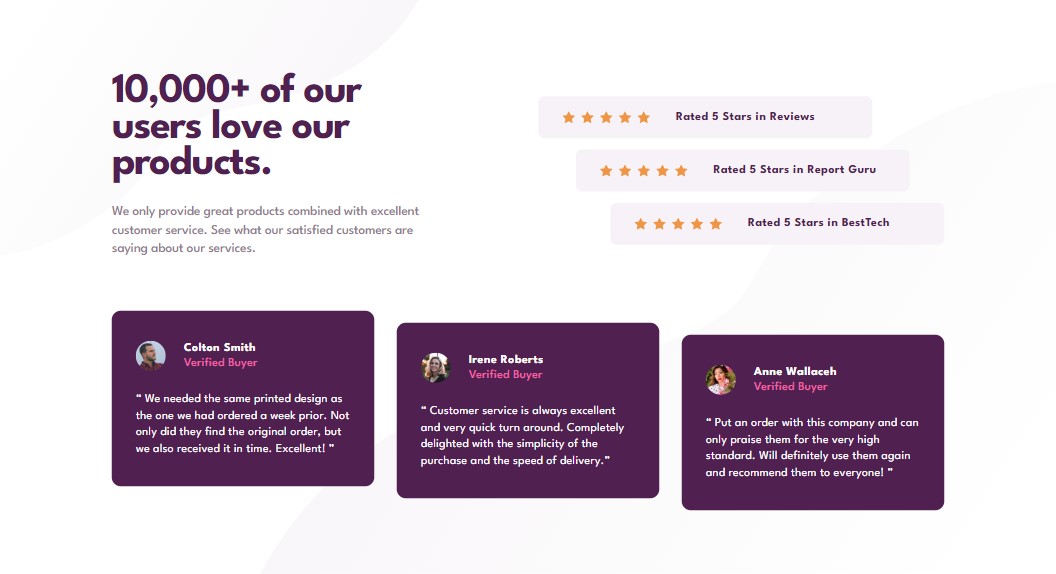 10,000+ of our
users love our
products.
We only provide great products combined with excellent
customer service. See what our satisfied customers are
saying about our services.
Rated 5 Stars in Reviews
Rated 5 Stars in Report Guru
Rated 5 Stars in BestTech
Colton Smith
Verified Buyer
“ We needed the same printed design as
the one we had ordered a week prior. Not
only did they find the original order, but
we also received it in time. Excellent! ”
Irene Roberts
Verified Buyer
“ Customer service is always excellent
and very quick turn around. Completely
delighted with the simplicity of the
purchase and the speed of delivery.”
Anne Wallaceh
Verified Buyer
“ Put an order with this company and can
only praise them for the very high
standard. Will definitely use them again
and recommend them to everyone! ”